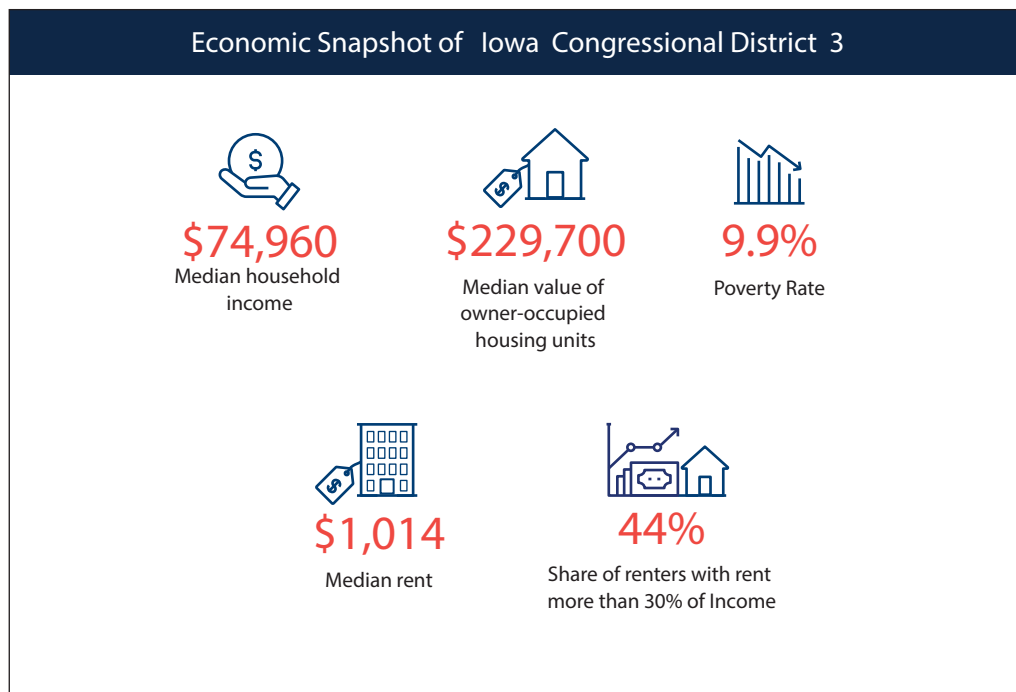 Economic Snapshot of Iowa Congressional District 3
$
$
$74,960
$229,700
9.9%
Median household
income
Median value of
owner-occupied
housing units
Poverty Rate
$
$1,014
44%
Median rent
Share of renters with rent
more than 30% of Income